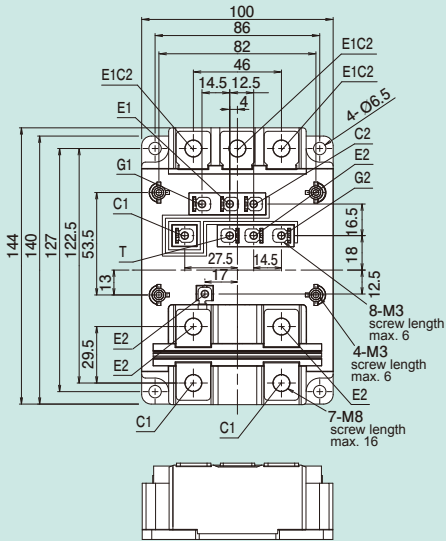 100
86
82
46
E1C2
E1C2
E1C2
14.5
12.5
4
4- Ø6.5
E1
C2
E2
G1
G2
C1
T
144
140
127
122.5
53.5
13
29.5
16.5
18
12.5
27.5
14.5
17
8-M3
screw length
max. 6
4-M3
screw length
max. 6
E2
E2
E2
C1
C1
7-M8
screw length
max. 16